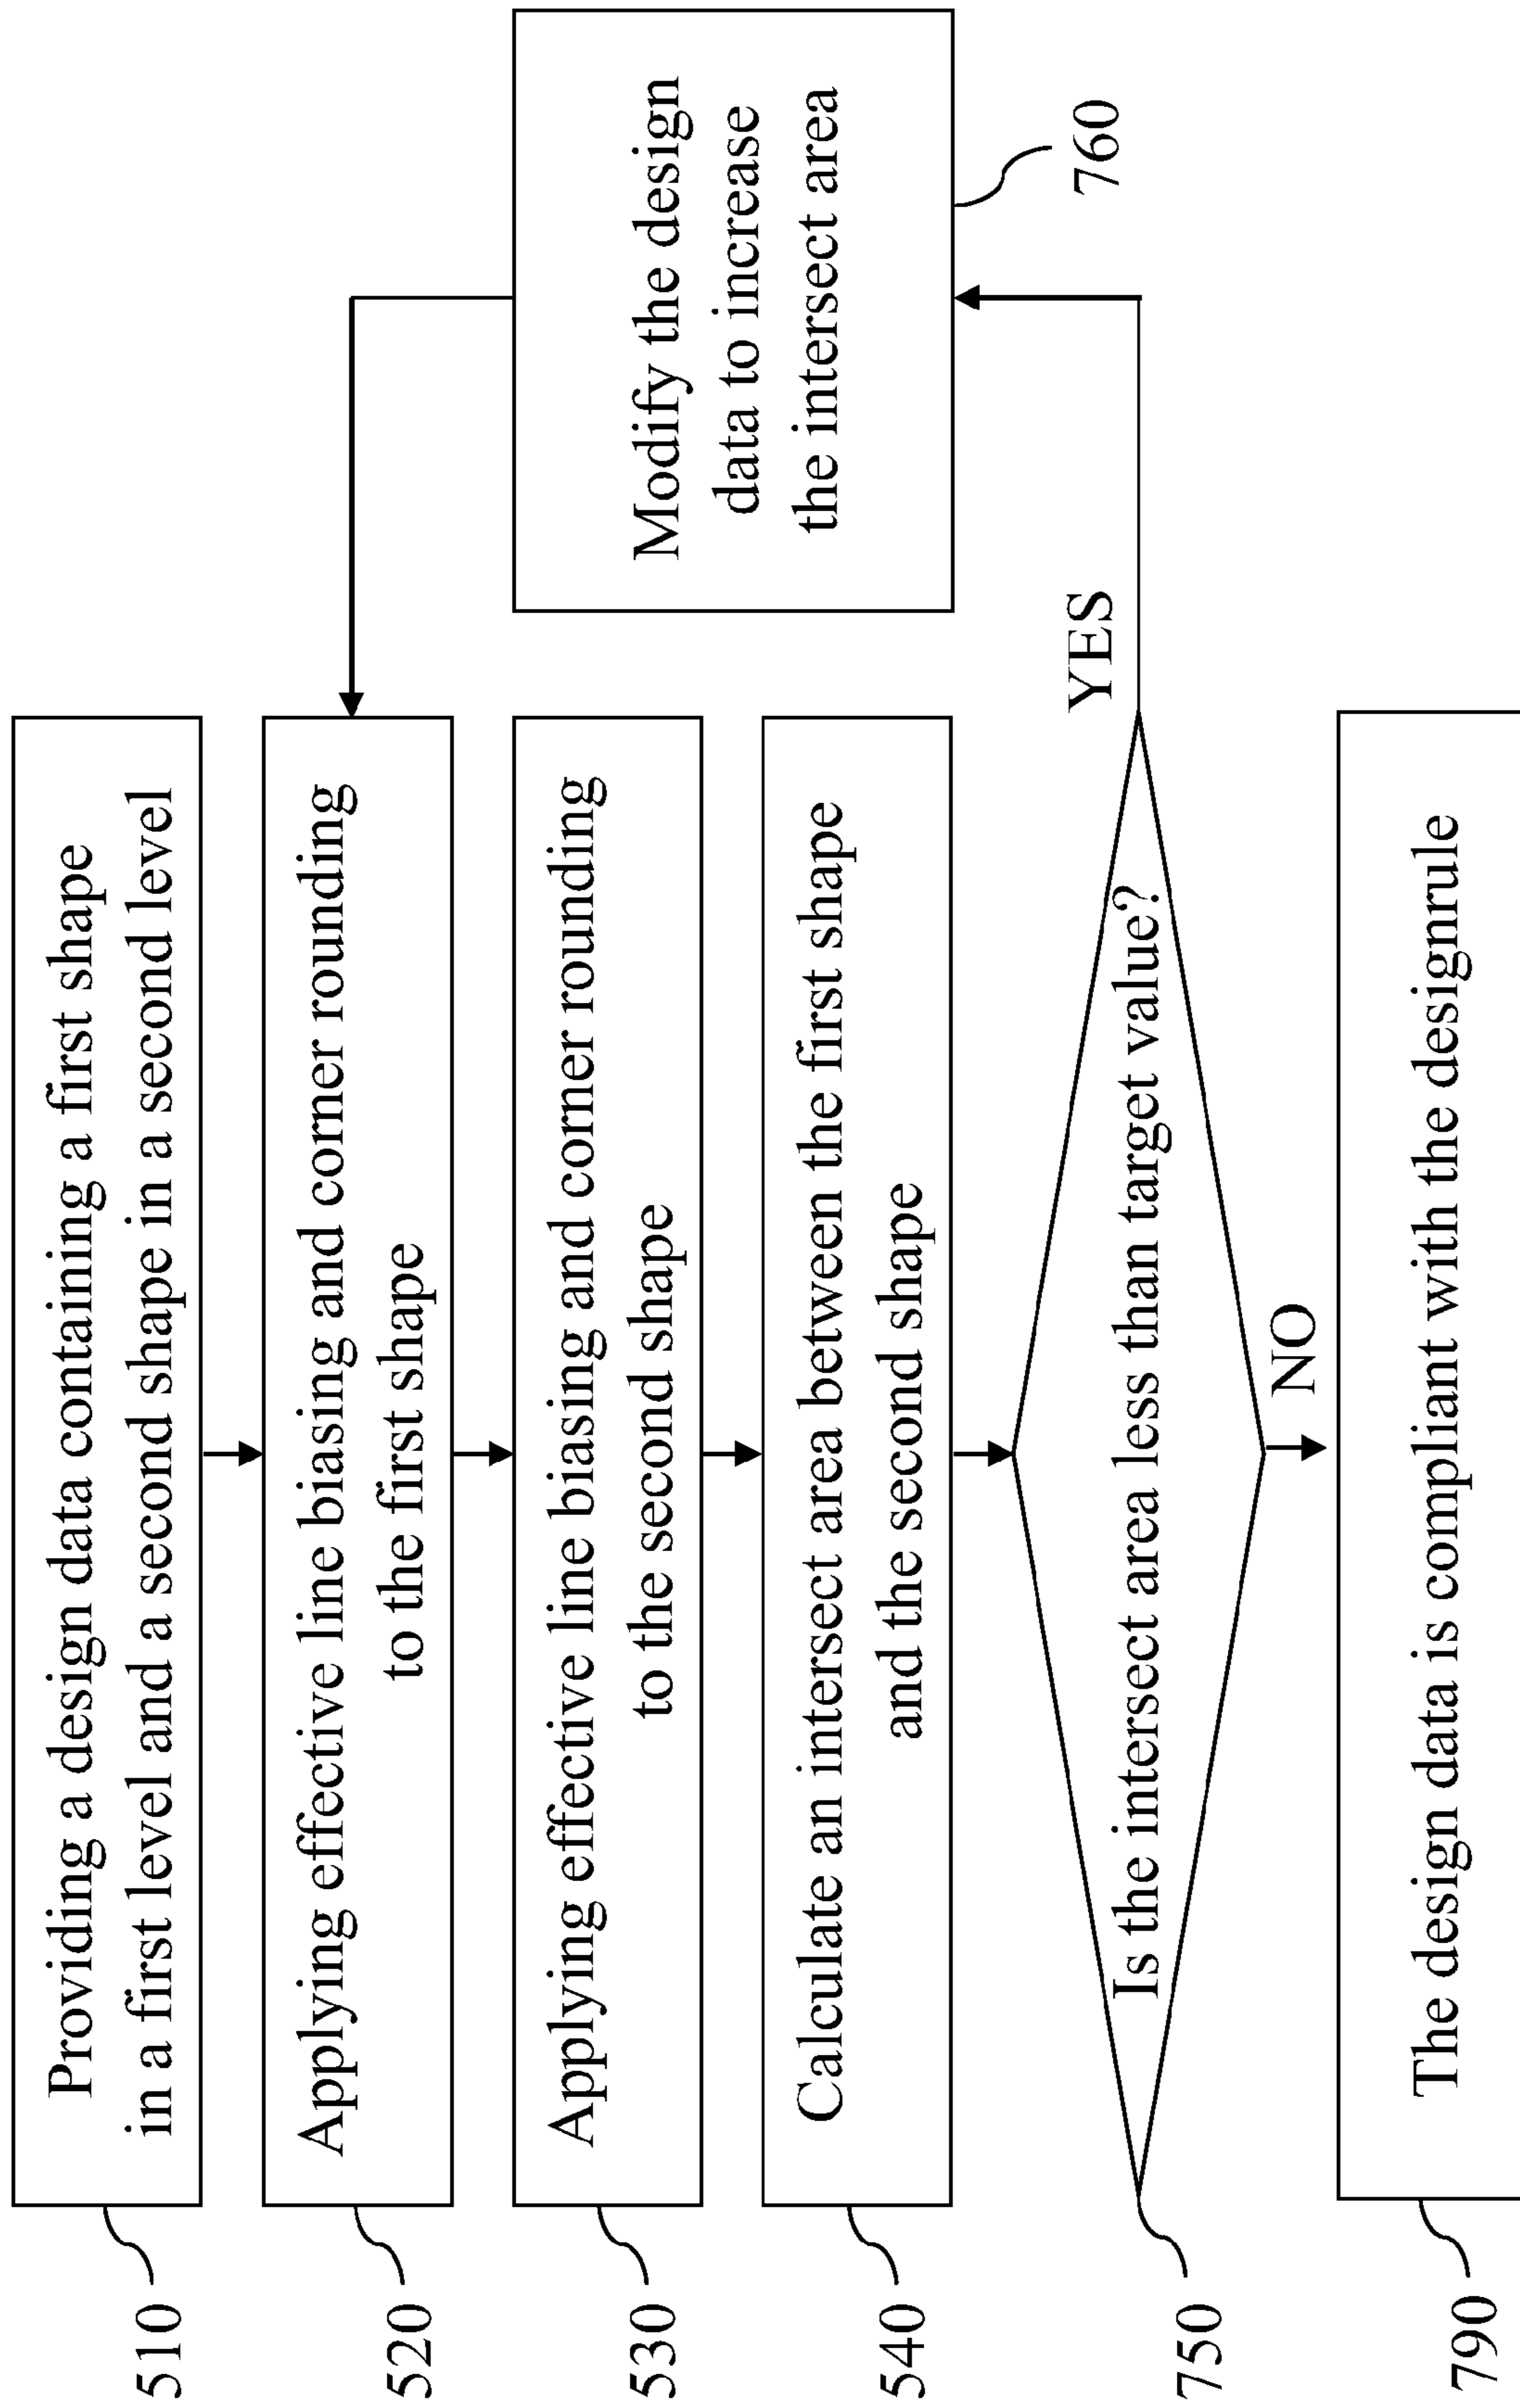 510
Providing a design data containing a first shape
in a first level and a second shape in a second level
520
Applying effective line biasing and corner rounding
to the first shape
530
Applying effective line biasing and corner rounding
to the second shape
540
Calculate an intersect area between the first shape
and the second shape
750
Is the intersect area less than target value?
YES
Modify the design
data to increase
the intersect area
760
NO
790
The design data is compliant with the designrule